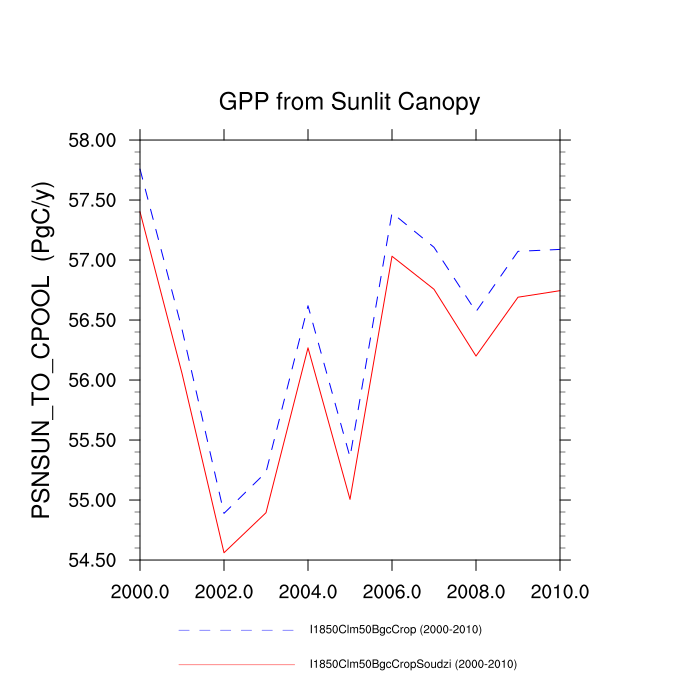 GPP from Sunlit Canopy
PSNSUN_TO_CPOOL (PgC/y)
58.00
57.50
57.00
56.50
56.00
55.50
55.00
54.50
2000.0 2002.0 2004.0 2006.0 2008.0 2010.0
I1850Clm50BgcCrop (2000-2010)
I1850Clm50BgcCropSoudzi (2000-2010)